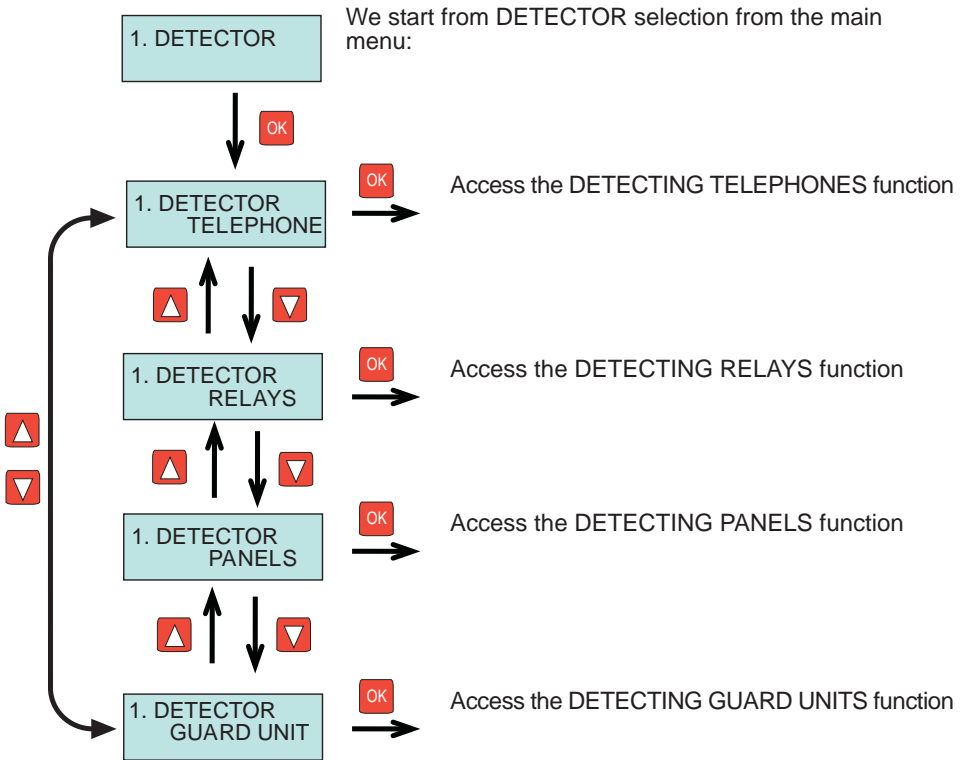 We start from DETECTOR selection from the main
menu:
1. DETECTOR
OK
1. DETECTOR
TELEPHONE
OK
Access the DETECTING TELEPHONES function
1. DETECTOR
RELAYS
OK
Access the DETECTING RELAYS function
1. DETECTOR
PANELS
OK
Access the DETECTING PANELS function
1. DETECTOR
GUARD UNIT
OK
Access the DETECTING GUARD UNITS function